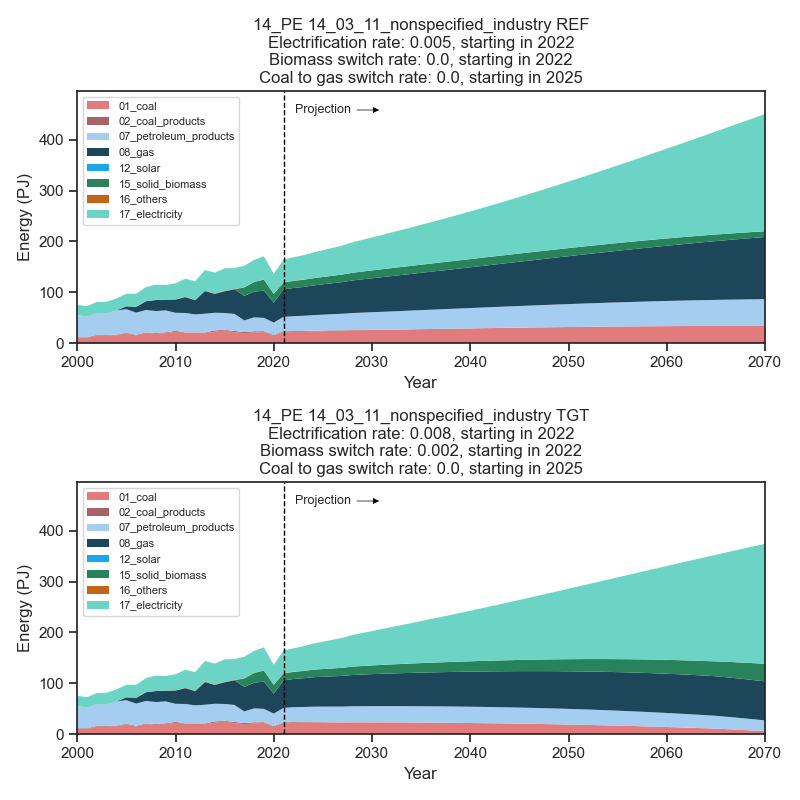 14_PE 14_03_11_nonspecified_industry REF
Electrification rate: 0.005, starting in 2022
Biomass switch rate: 0.0, starting in 2022
Coal to gas switch rate: 0.0, starting in 2025
01_coal
02_coal_products
07_petroleum_products
08_gas
12_solar
15_solid_biomass
16_others
17_electricity
Projection
400
300
200
100
0
Energy (PJ)
2000 2010 2020 2030 2040 2050 2060 2070
Year
14_PE 14_03_11_nonspecified_industry TGT
Electrification rate: 0.008, starting in 2022
Biomass switch rate: 0.002, starting in 2022
Coal to gas switch rate: 0.0, starting in 2025
01_coal
02_coal_products
07_petroleum_products
08_gas
12_solar
15_solid_biomass
16_others
17_electricity
Projection
400
300
200
100
0
Energy (PJ)
2000 2010 2020 2030 2040 2050 2060 2070
Year